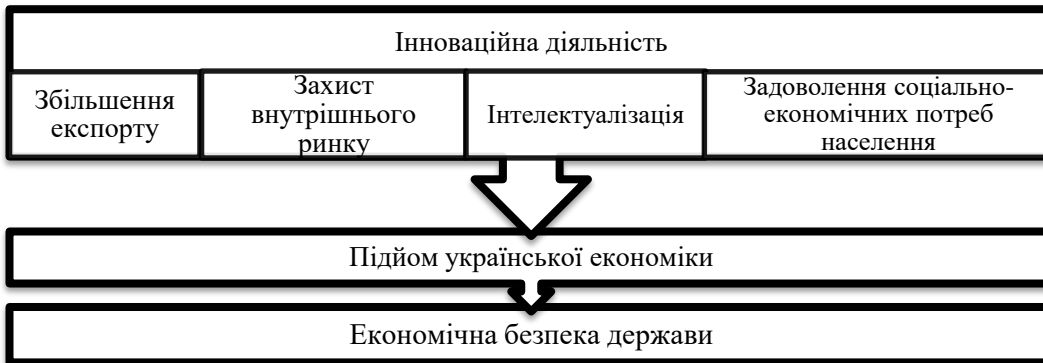 Інноваційна діяльність
Збільшення
експорту
Захист
внутрішнього
ринку
Інтелектуалізація
Задоволення соціально-
економічних потреб
населення
Підйом української економіки
Економічна безпека держави